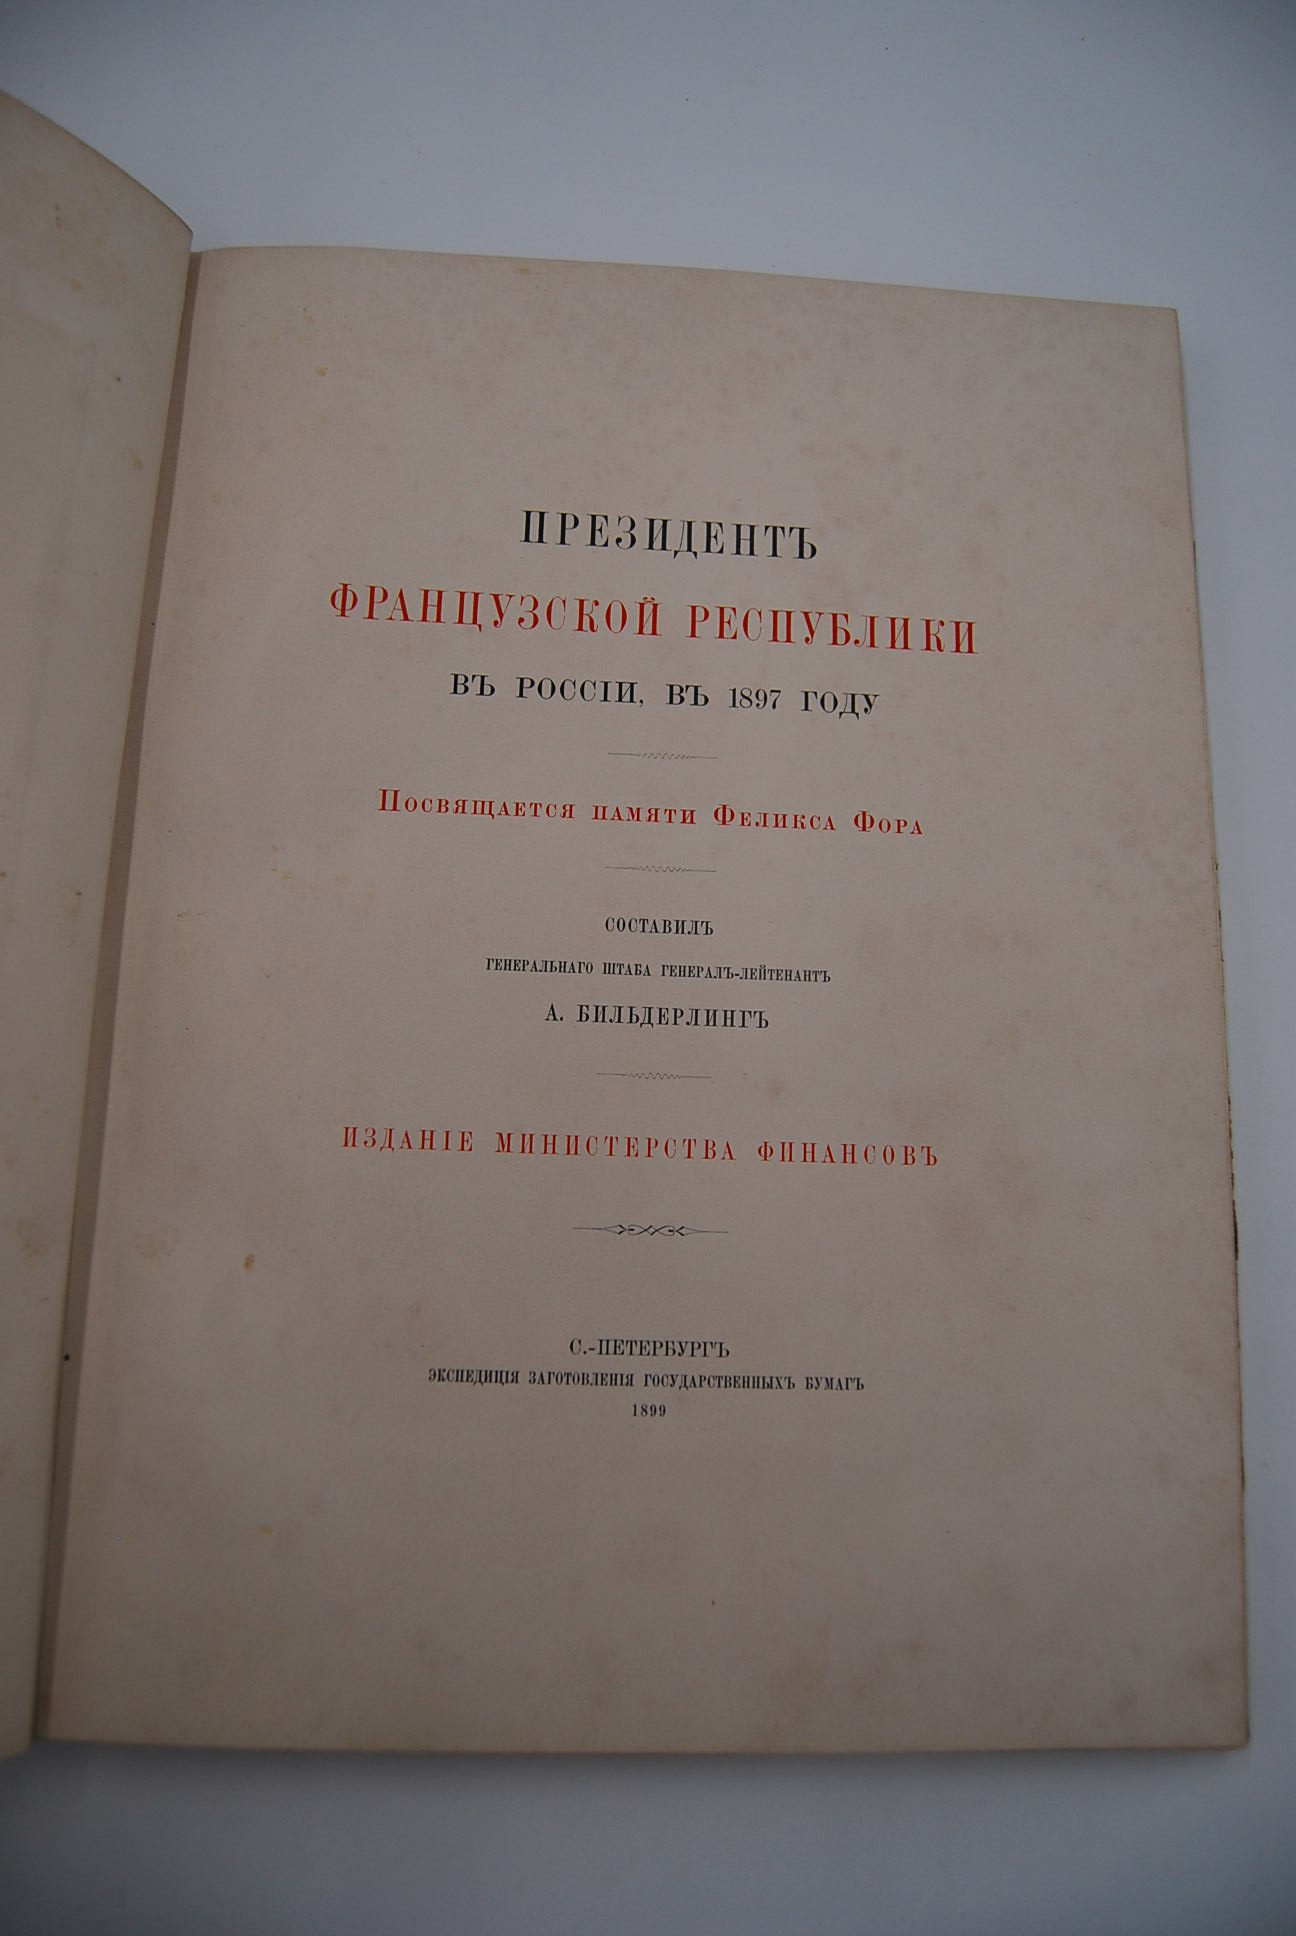 ПРЕЗИДЕНТЪ
ФРАНЦУЗСКОЙ РЕСПУБЛИКИ
ВЪ РОССІИ, ВЪ 1897 ГОДУ
ПОСВЯЩАЕТСЯ ПАМЯТИ ФЕЛИКСА ФОРА
СОСТАВИЛЪ
ГЕНЕРАЛЬНАГО ШТАБА ГЕНЕРАЛЪ-ЛЕЙТЕНАНТЪ
А. БИЛЬДЕРЛИНГЪ
ИЗДАНІЕ МИНИСТЕРСТВА ФИНАНСОВЪ
С.-ПЕТЕРБУРГЪ
ЭКСПЕДИЦІЯ ЗАГОТОВЛЕНІЯ ГОСУДАРСТВЕННЫХЪ БУМАГЪ
1899